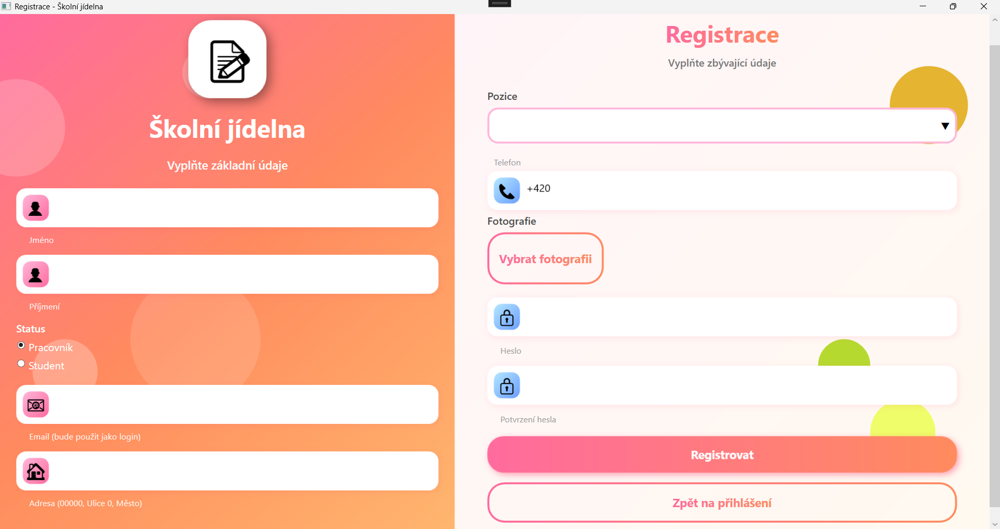 Registrace - Školní jídelna
Školní jídelna
Vyplňte základní údaje
Jméno
Příjmení
Status
Pracovník
Student
@
Email (bude použit jako login)
Adresa (00000, Ulice 0, Město)
Registrace
Vyplňte zbývající údaje
Pozice
Telefon
+420
Fotografie
Vybrat fotografii
Heslo
Potvrzení hesla
Registrovat
Zpět na přihlášení